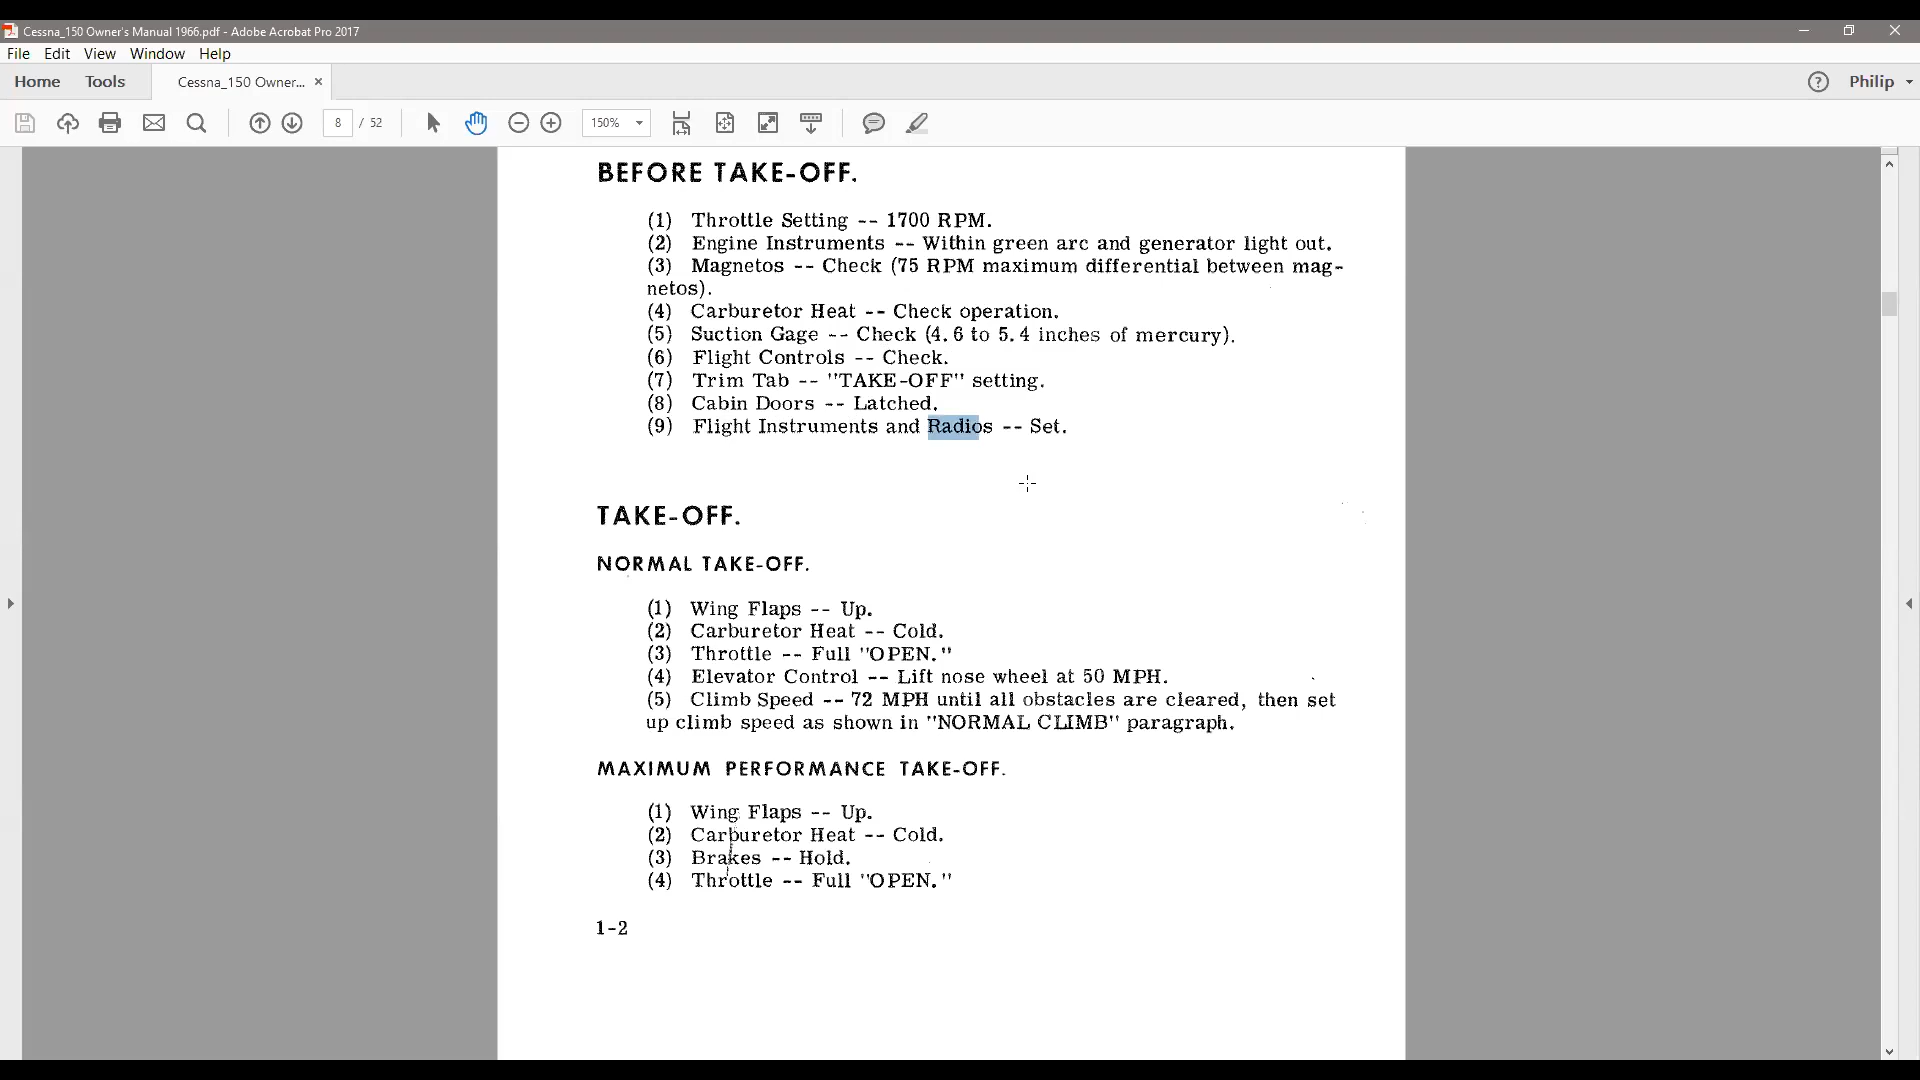 Cessna_150 Owner's Manual 1966.pdf - Adobe Acrobat Pro 2017
File Edit View Window Help
Home Tools Cessna_150 Owner... × Philip
8 / 52 150%
BEFORE TAKE-OFF.
(1) Throttle Setting -- 1700 RPM.
(2) Engine Instruments -- Within green arc and generator light out.
(3) Magnetos -- Check (75 RPM maximum differential between mag-
netos).
(4) Carburetor Heat -- Check operation.
(5) Suction Gage -- Check (4.6 to 5.4 inches of mercury).
(6) Flight Controls -- Check.
(7) Trim Tab -- "TAKE-OFF" setting.
(8) Cabin Doors -- Latched.
(9) Flight Instruments and Radios -- Set.
TAKE-OFF.
NORMAL TAKE-OFF.
(1) Wing Flaps -- Up.
(2) Carburetor Heat -- Cold.
(3) Throttle -- Full "OPEN."
(4) Elevator Control -- Lift nose wheel at 50 MPH.
(5) Climb Speed -- 72 MPH until all obstacles are cleared, then set
up climb speed as shown in "NORMAL CLIMB" paragraph.
MAXIMUM PERFORMANCE TAKE-OFF.
(1) Wing Flaps -- Up.
(2) Carburetor Heat -- Cold.
(3) Brakes -- Hold.
(4) Throttle -- Full "OPEN."
1-2